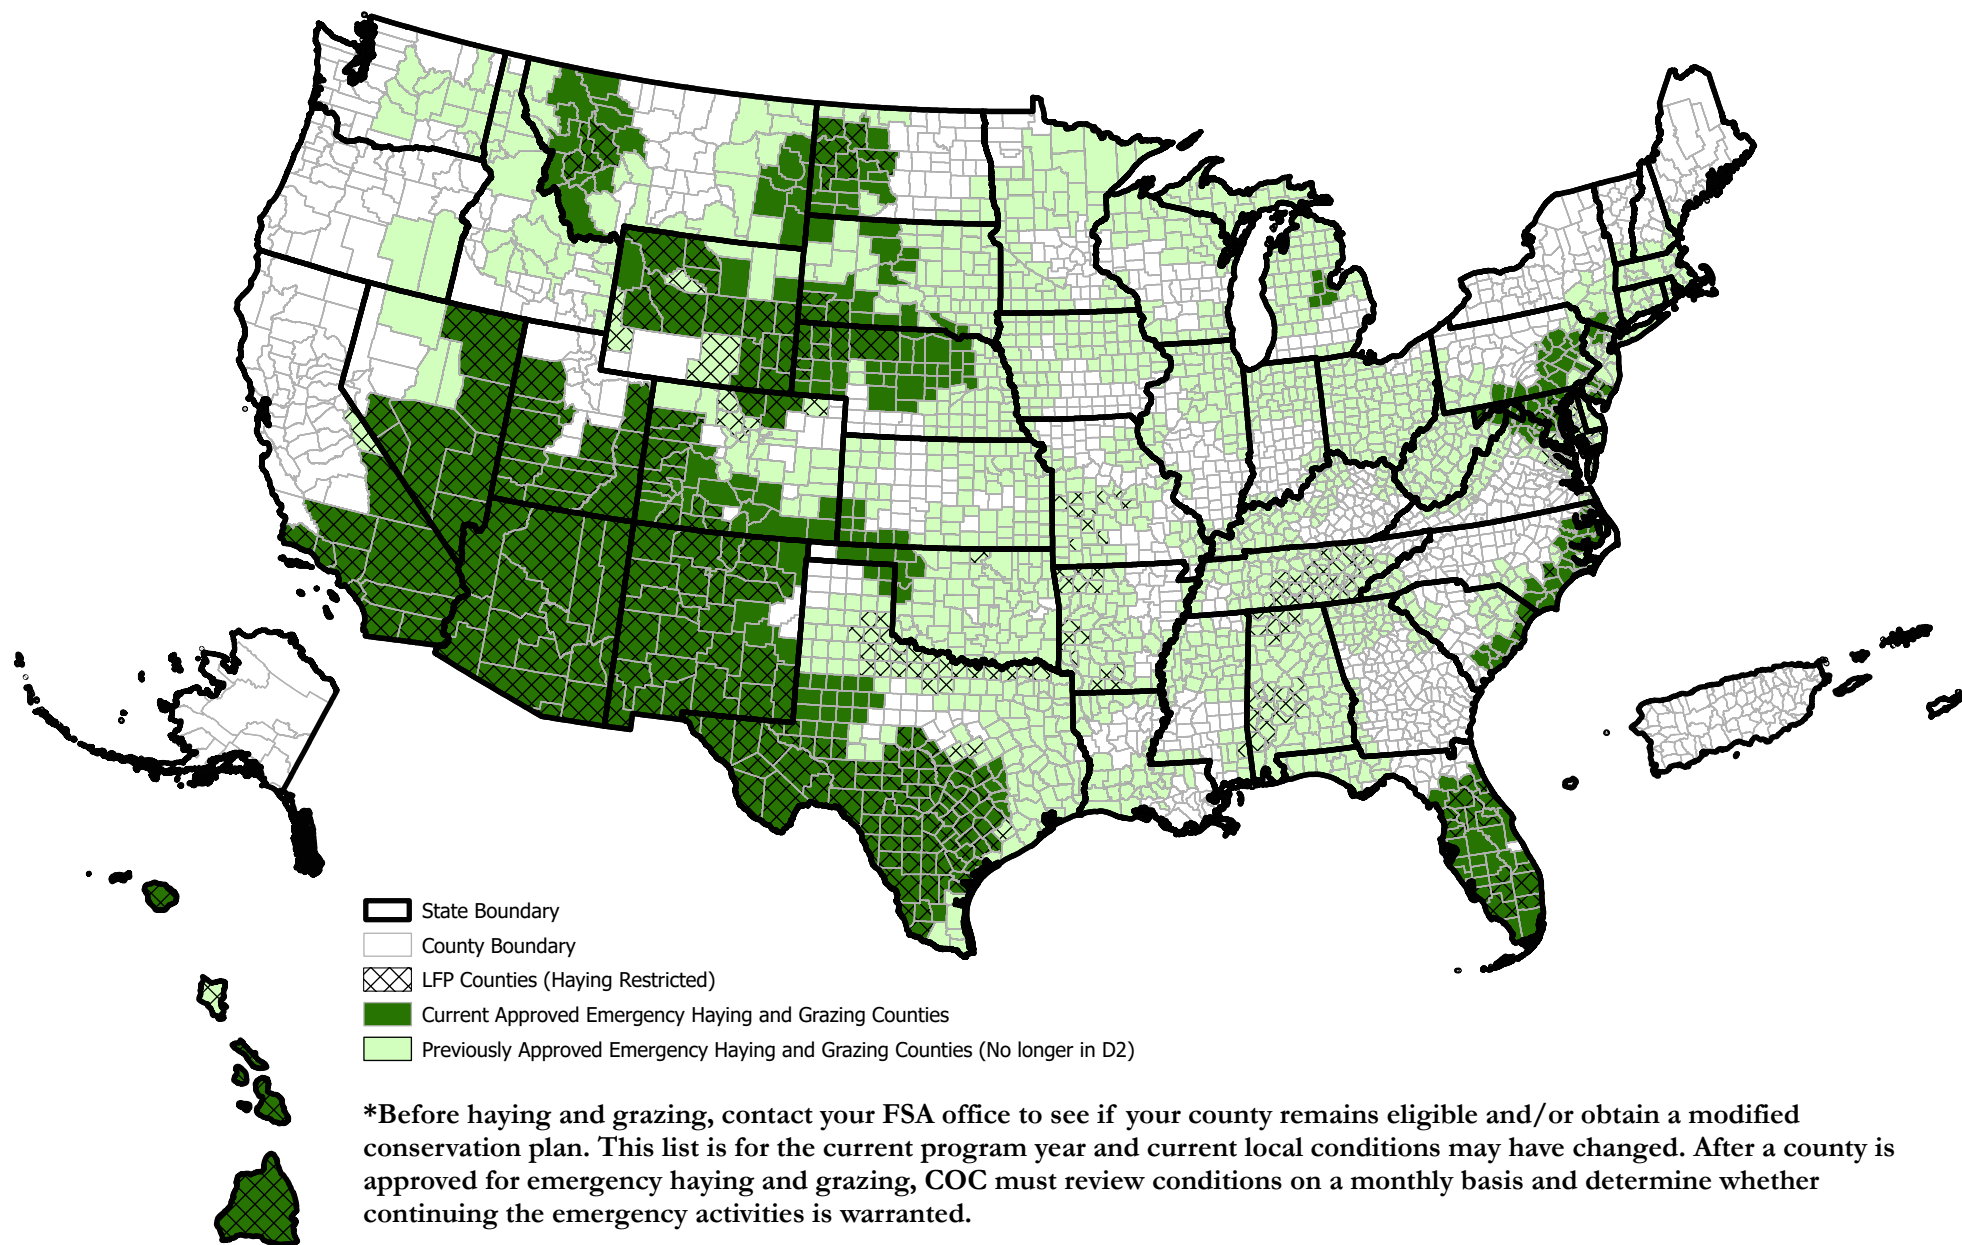 State Boundary
County Boundary
LFP Counties (Haying Restricted)
Current Approved Emergency Haying and Grazing Counties
Previously Approved Emergency Haying and Grazing Counties (No longer in D2)
*Before haying and grazing, contact your FSA office to see if your county remains eligible and/or obtain a modified
conservation plan. This list is for the current program year and current local conditions may have changed. After a county is
approved for emergency haying and grazing, COC must review conditions on a monthly basis and determine whether
continuing the emergency activities is warranted.